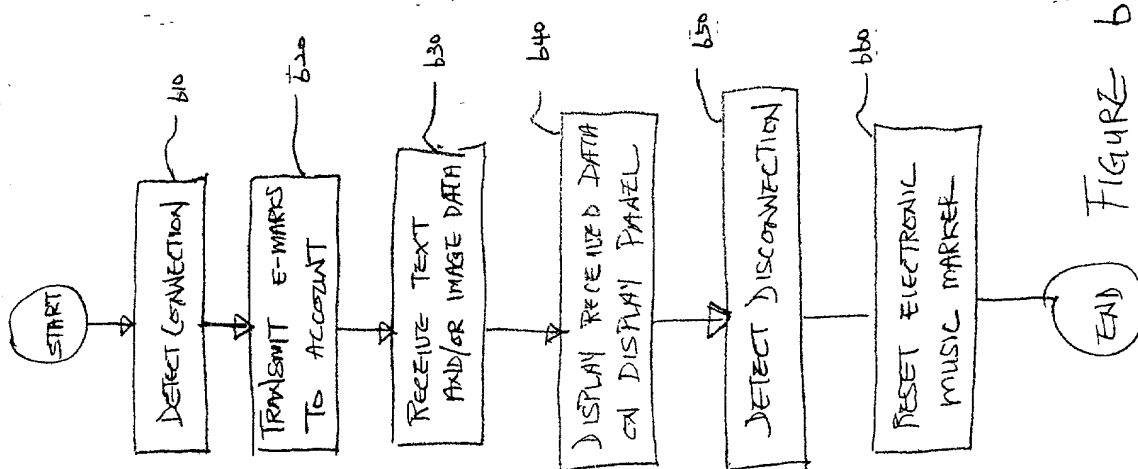 START
DETECT CONNECTION
610
TRANSMIT E-MARKS
TO ACCOUNT
620
RECEIVE TEXT
AND/OR IMAGE DATA
630
DISPLAY RECEIVED DATA
ON DISPLAY PANEL
640
DETECT DISCONNECTION
650
RESET ELECTRONIC
MUSIC MARKER
660
END
FIGURE 6